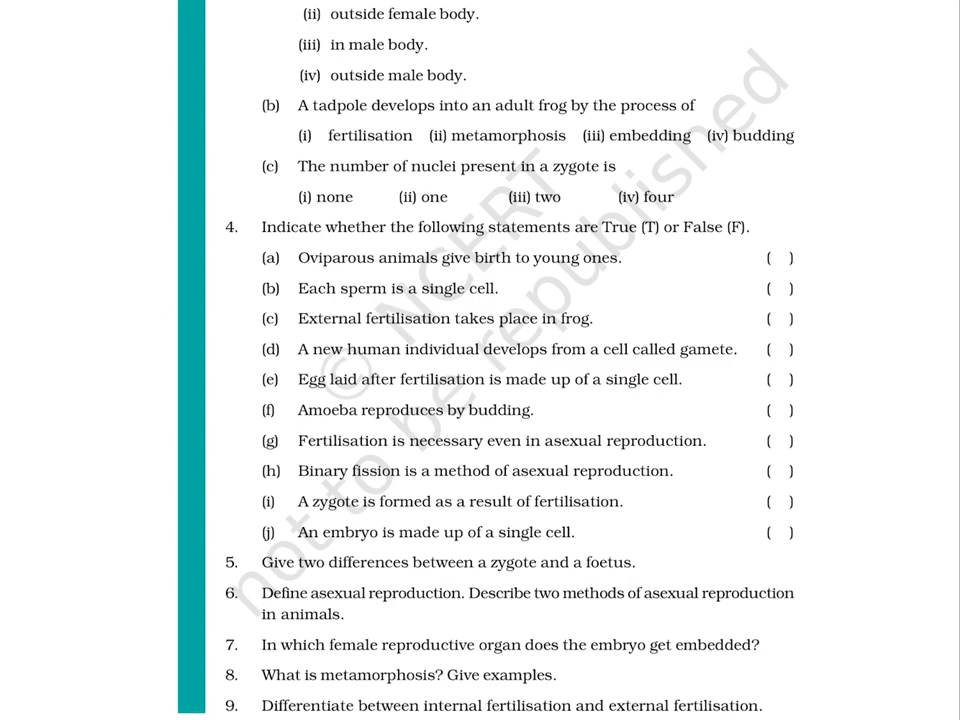 (ii) outside female body.
(iii) in male body.
(iv) outside male body.
(b) A tadpole develops into an adult frog by the process of
(i) fertilisation (ii) metamorphosis (iii) embedding (iv) budding
(c) The number of nuclei present in a zygote is
(i) none (ii) one (iii) two (iv) four
4. Indicate whether the following statements are True (T) or False (F).
(a) Oviparous animals give birth to young ones. ( )
(b) Each sperm is a single cell. ( )
(c) External fertilisation takes place in frog. ( )
(d) A new human individual develops from a cell called gamete. ( )
(e) Egg laid after fertilisation is made up of a single cell. ( )
(f) Amoeba reproduces by budding. ( )
(g) Fertilisation is necessary even in asexual reproduction. ( )
(h) Binary fission is a method of asexual reproduction. ( )
(i) A zygote is formed as a result of fertilisation. ( )
(j) An embryo is made up of a single cell. ( )
5. Give two differences between a zygote and a foetus.
6. Define asexual reproduction. Describe two methods of asexual reproduction
in animals.
7. In which female reproductive organ does the embryo get embedded?
8. What is metamorphosis? Give examples.
9. Differentiate between internal fertilisation and external fertilisation.
© NCERT
not to be republished